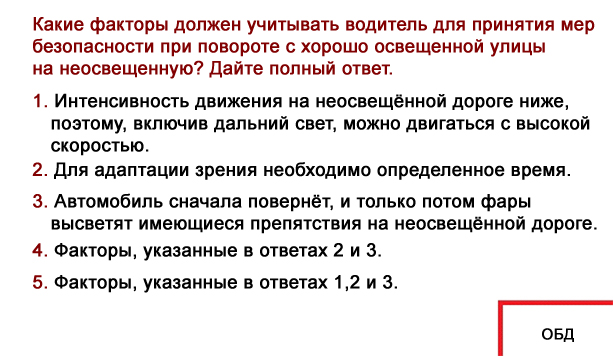 Какие факторы должен учитывать водитель для принятия мер
безопасности при повороте с хорошо освещенной улицы
на неосвещенную? Дайте полный ответ.
1. Интенсивность движения на неосвещённой дороге ниже,
поэтому, включив дальний свет, можно двигаться с высокой
скоростью.
2. Для адаптации зрения необходимо определенное время.
3. Автомобиль сначала повернёт, и только потом фары
высветят имеющиеся препятствия на неосвещённой дороге.
4. Факторы, указанные в ответах 2 и 3.
5. Факторы, указанные в ответах 1,2 и 3.
ОБД